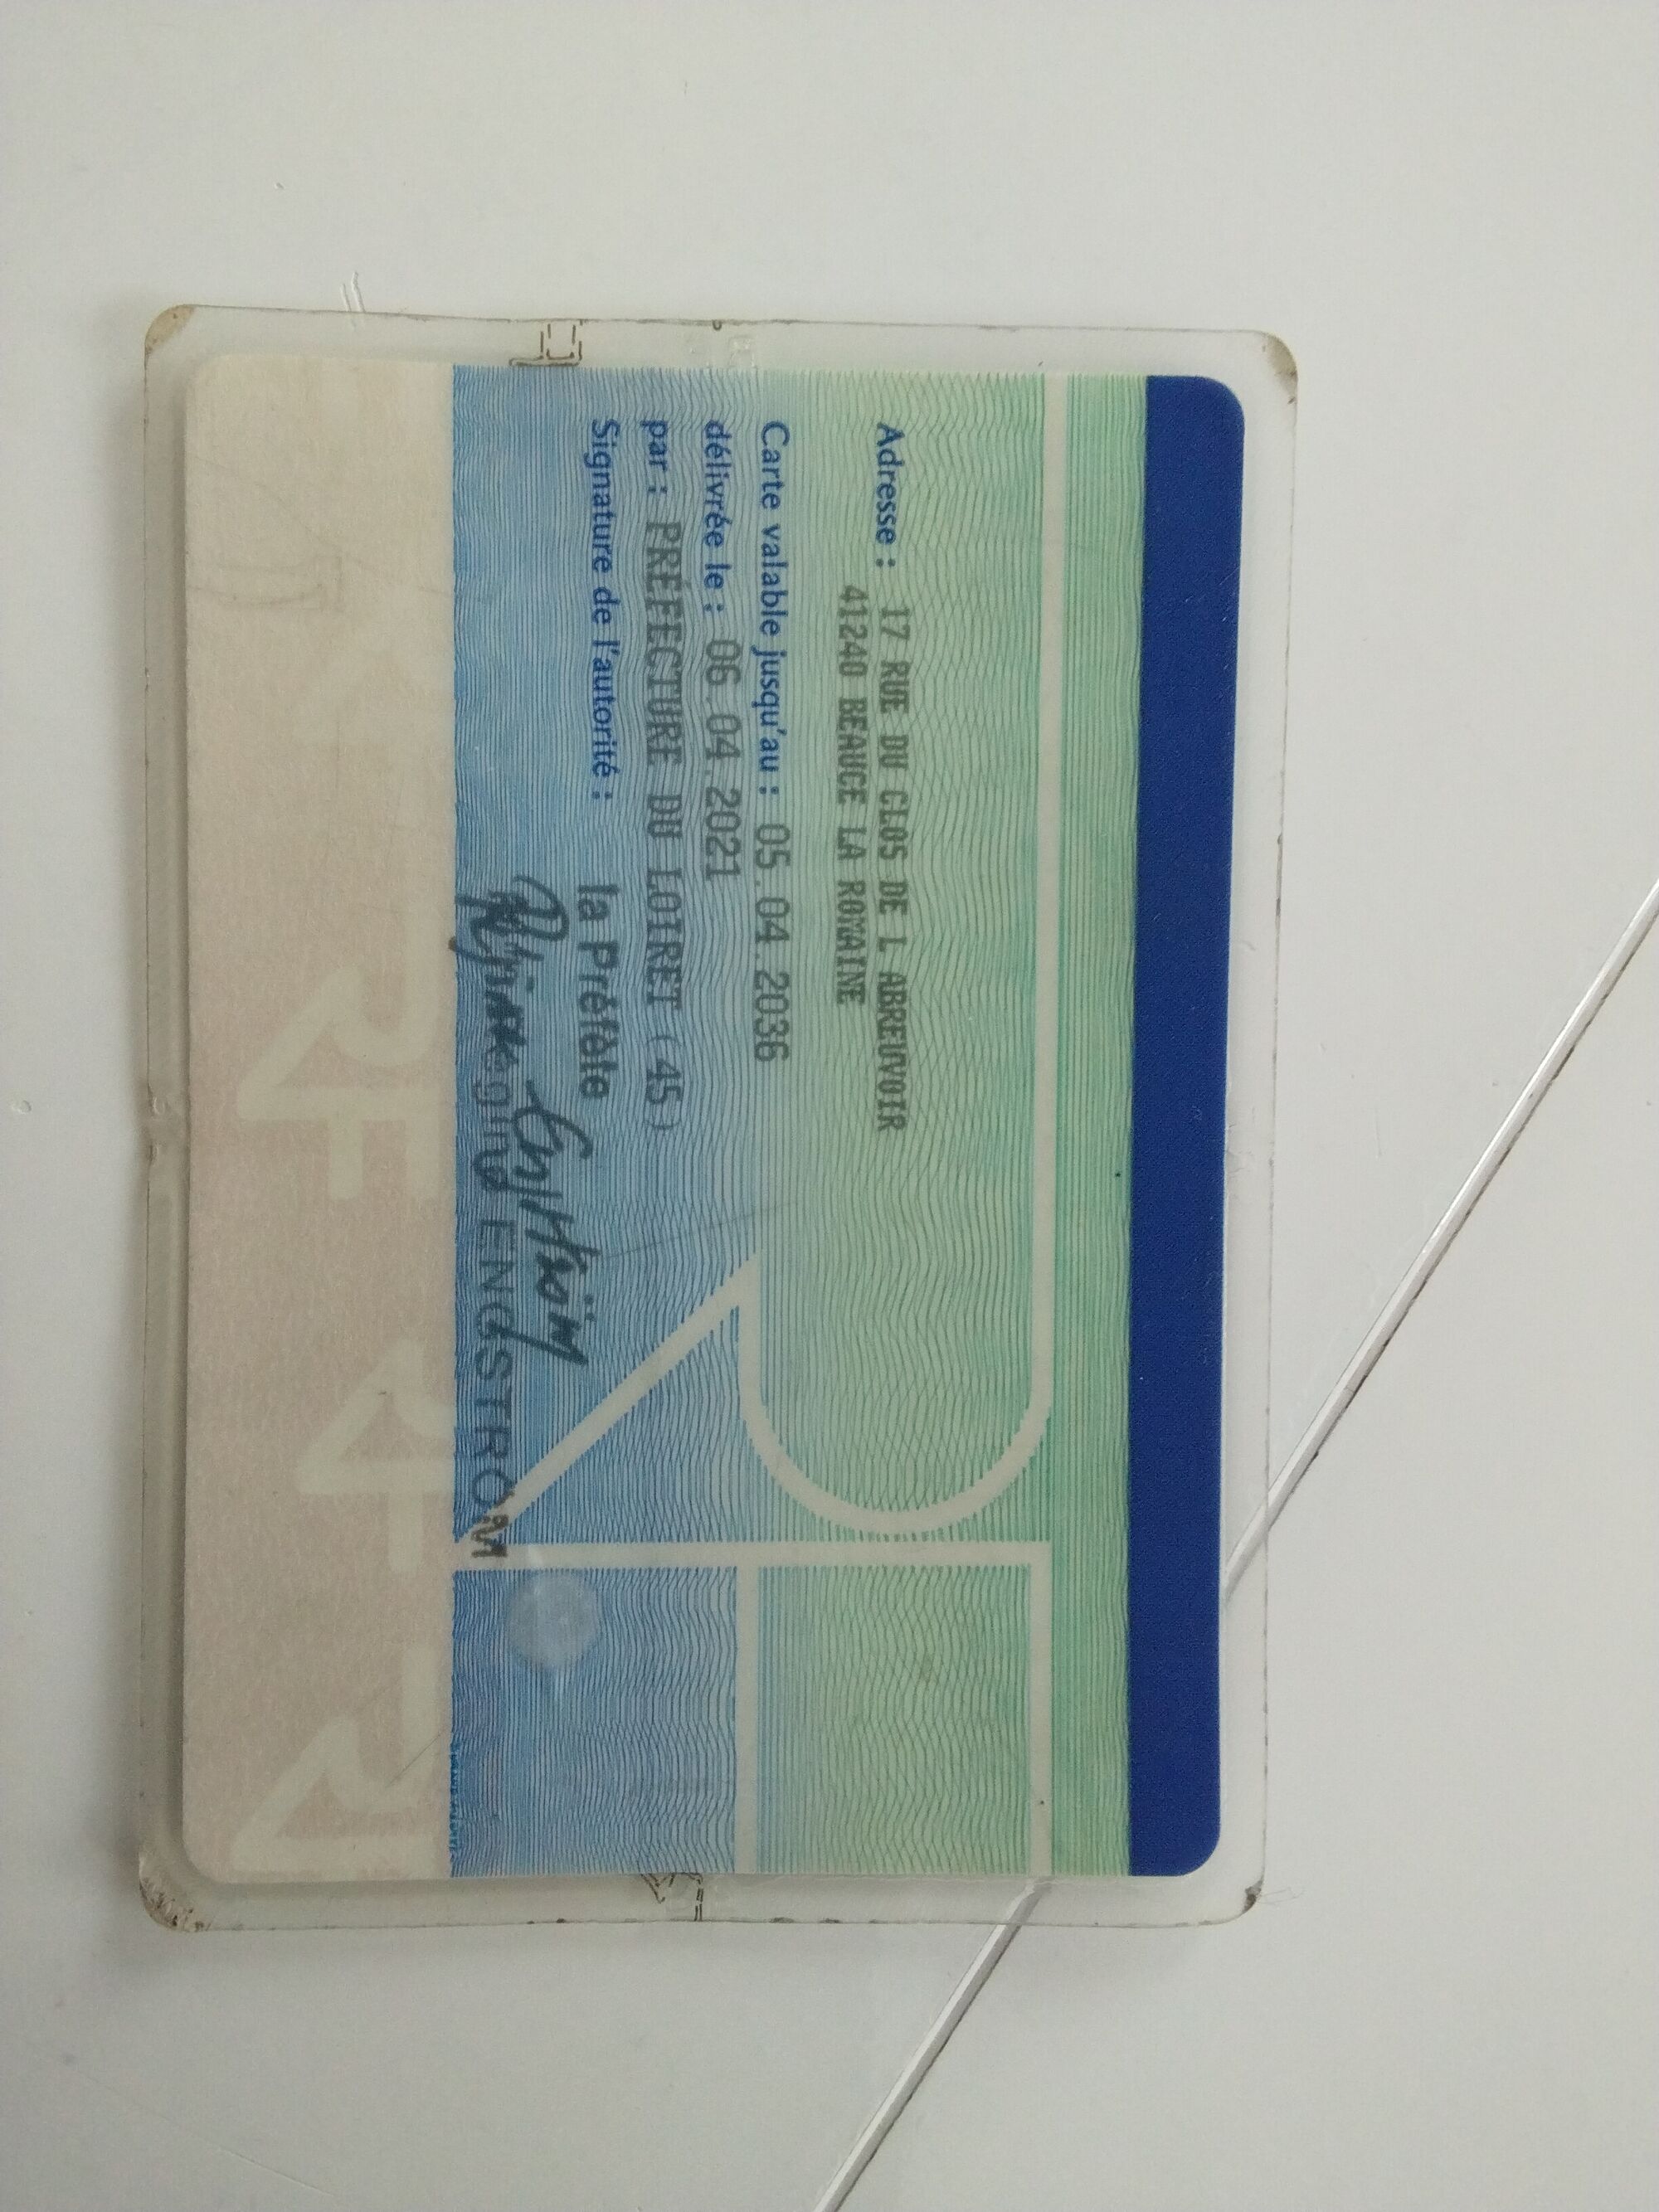 Adresse : 17 RUE DU CLOS DE L ABREUVOIR
41240 BEAUCE LA ROMAINE
Carte valable jusqu'au : 05.04.2036
délivrée le : 06.04.2021
par : PRÉFECTURE DU LOIRET (45)
Signature de l'autorité : la Préfète
ENGSTRÖM
RF